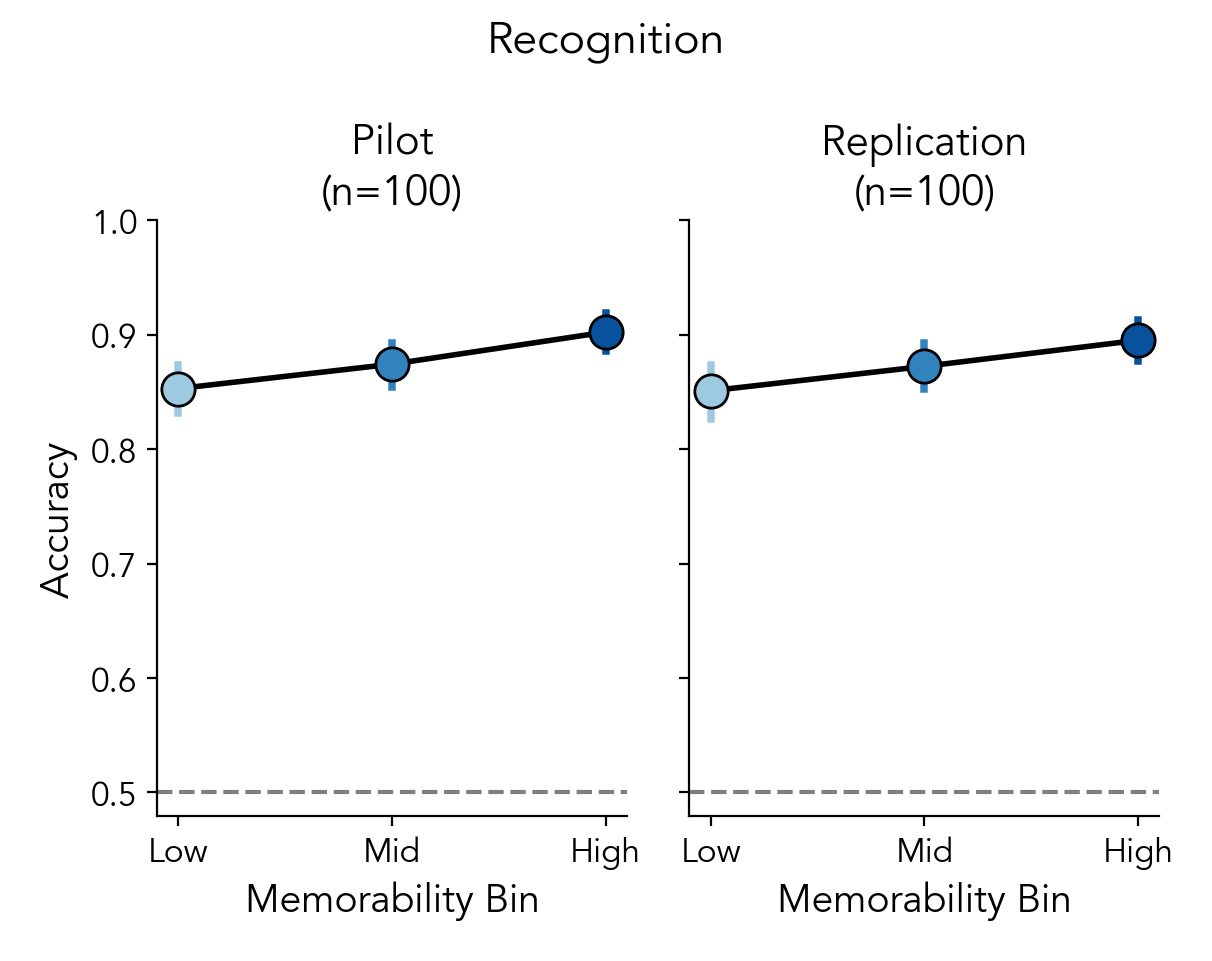 Recognition
Pilot
(n=100)
Replication
(n=100)
1.0
0.9
0.8
0.7
0.6
0.5
Accuracy
Low Mid High
Low Mid High
Memorability Bin
Memorability Bin